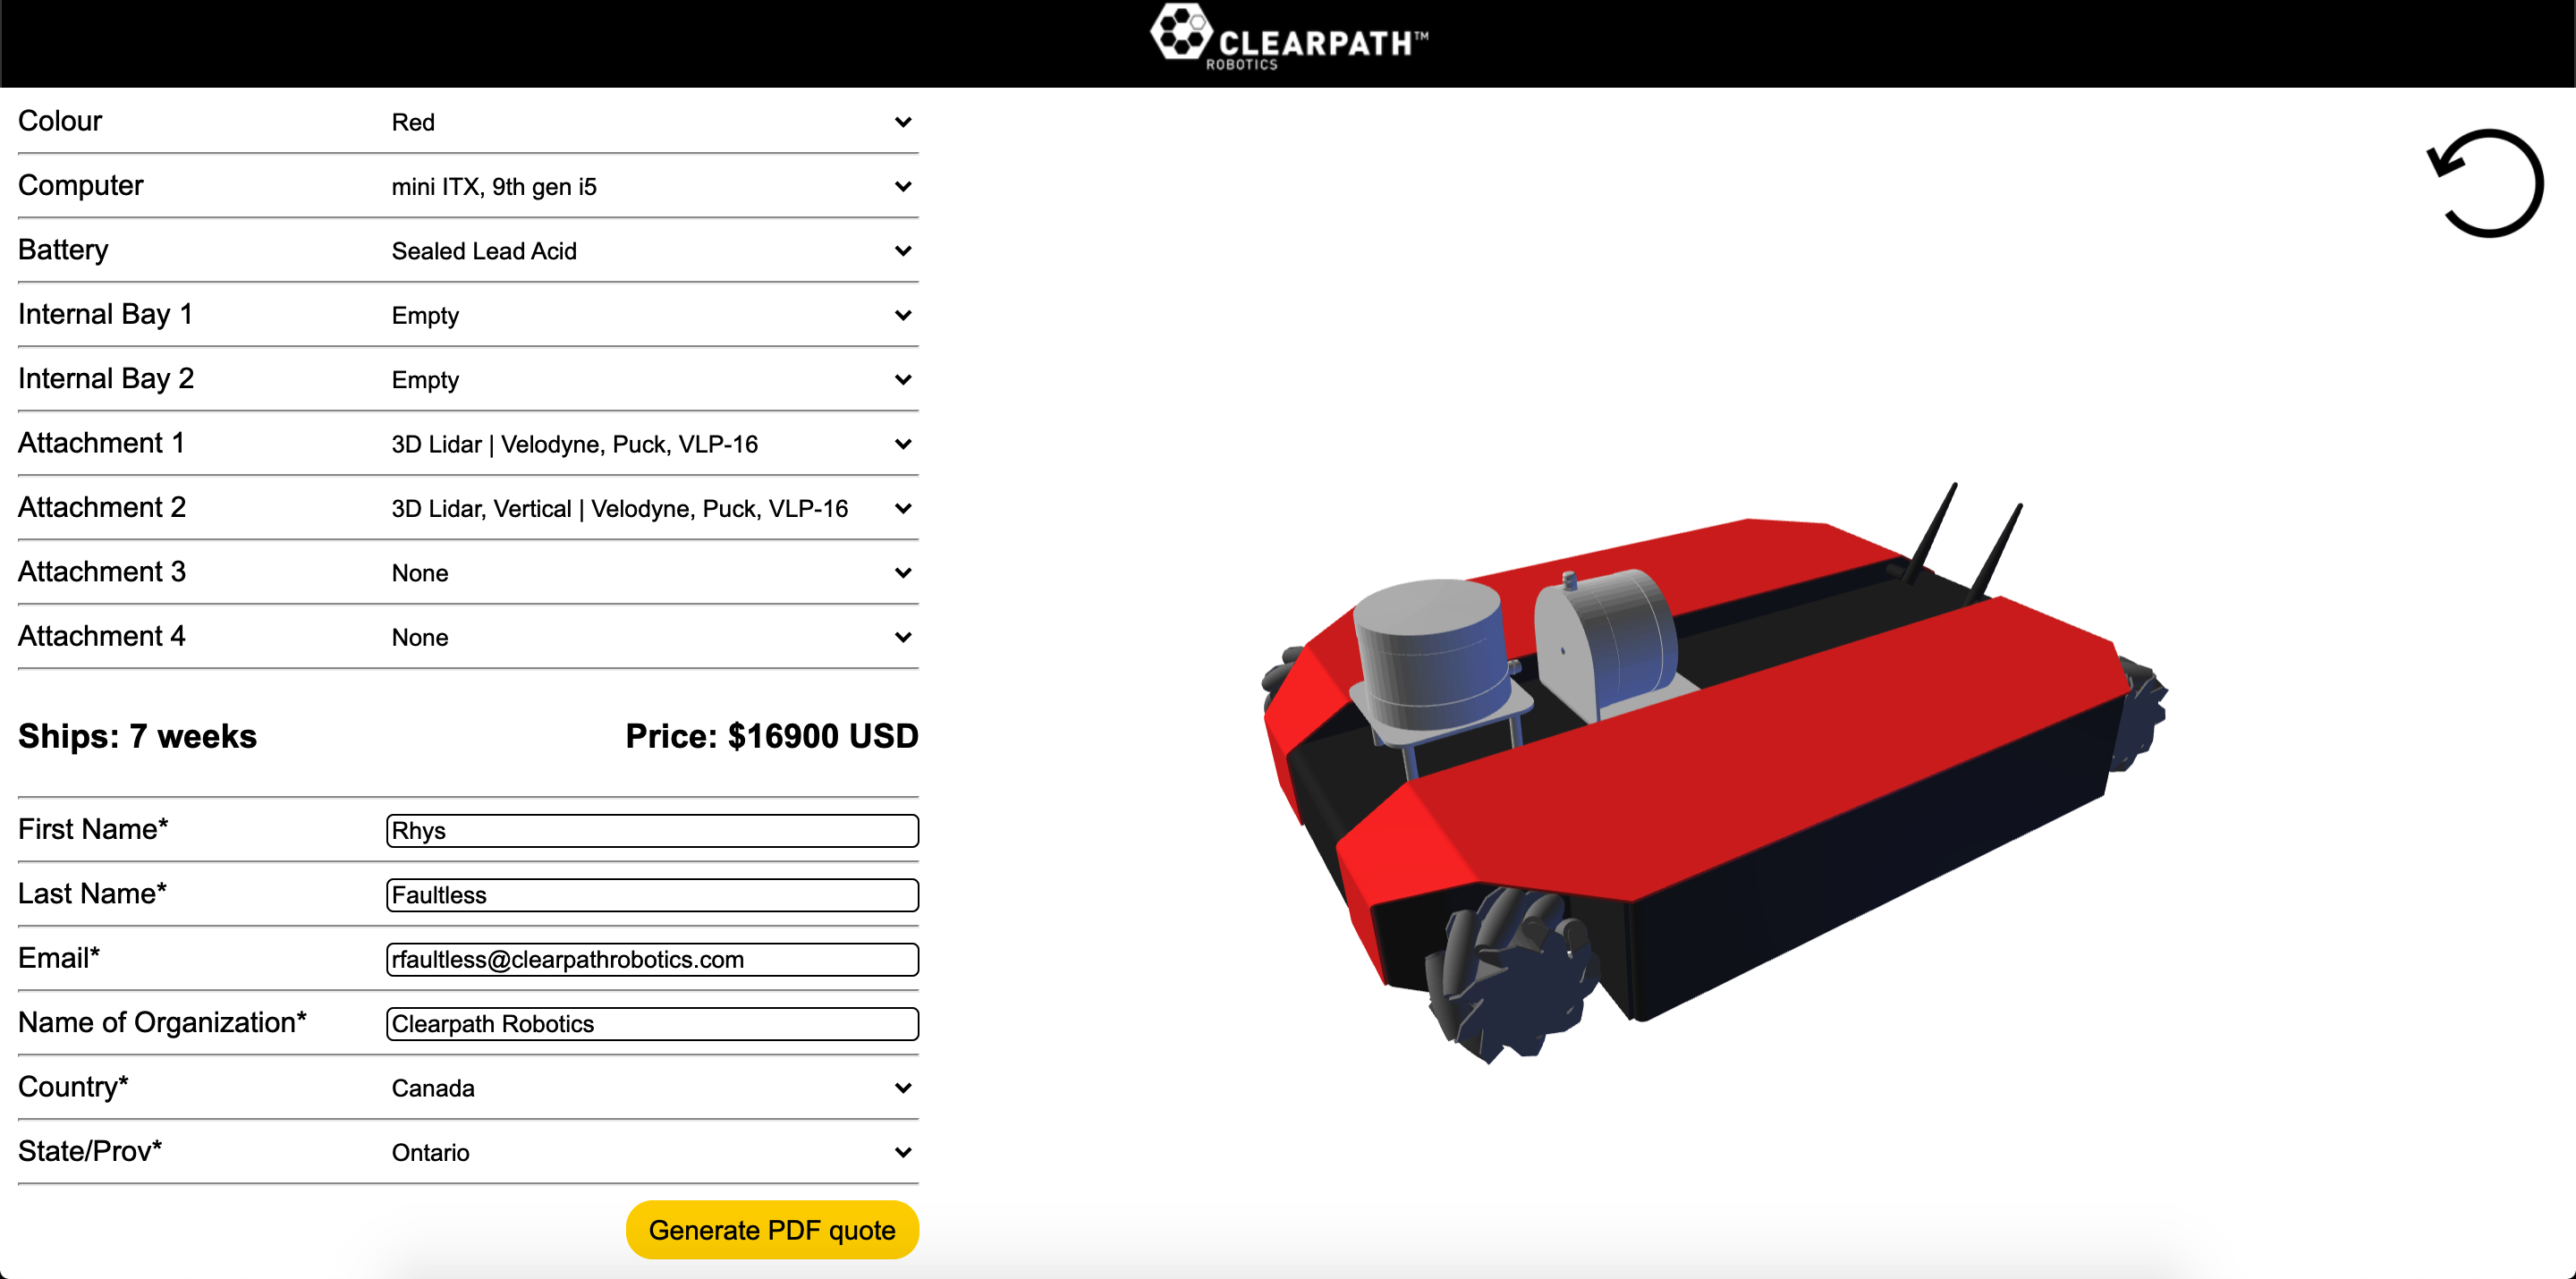 CLEARPATH™
ROBOTICS
Colour Red
Computer mini ITX, 9th gen i5
Battery Sealed Lead Acid
Internal Bay 1 Empty
Internal Bay 2 Empty
Attachment 1 3D Lidar | Velodyne, Puck, VLP-16
Attachment 2 3D Lidar, Vertical | Velodyne, Puck, VLP-16
Attachment 3 None
Attachment 4 None
Ships: 7 weeks Price: $16900 USD
First Name* Rhys
Last Name* Faultless
Email* rfaultless@clearpathrobotics.com
Name of Organization* Clearpath Robotics
Country* Canada
State/Prov* Ontario
Generate PDF quote